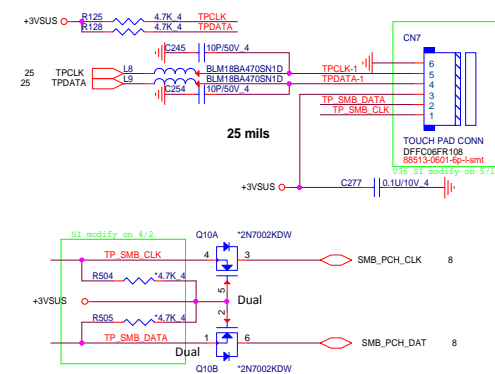 R125 4.7K_4 TPCLK
+3VSUS
R128 4.7K_4 TPDATA
CN7
C245 10P/50V_4
25 TPCLK L8 BLM18BA470SN1D TPCLK-1
25 TPDATA L9 BLM18BA470SN1D TPDATA-1
C254 10P/50V_4
6
5
4
3
TP_SMB_DATA 2
TP_SMB_CLK 1
25 mils
TOUCH PAD CONN
DFFC06FR108
88513-0601-6p-l-smt
U36 SI modify on 5/1
+3VSUS C277 0.1U/10V_4
SI modify on 4/2
Q10A *2N7002KDW
TP_SMB_CLK 4 3 SMB_PCH_CLK 8
R504 *4.7K_4
5
+3VSUS Dual
2
R505 *4.7K_4
TP_SMB_DATA 1 6 SMB_PCH_DAT 8
Dual
Q10B *2N7002KDW